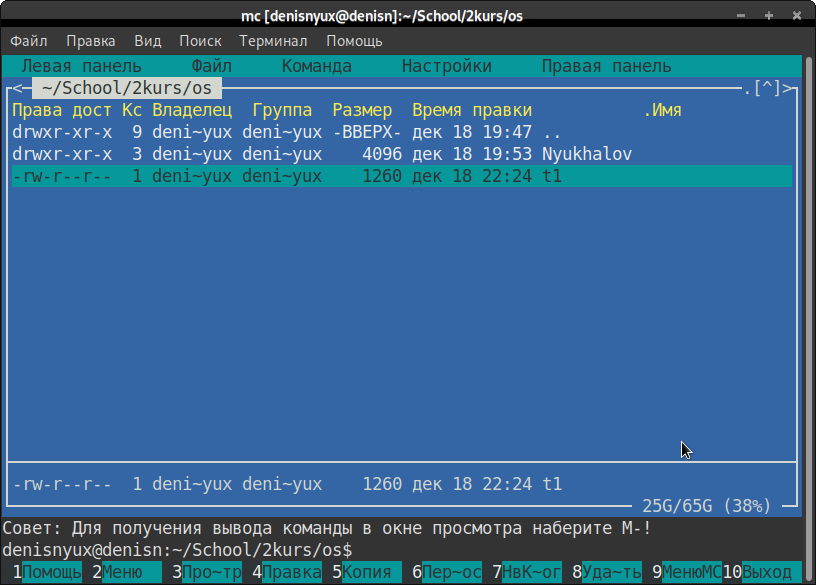 mc [denisnyux@denisn]:~/School/2kurs/os
Файл Правка Вид Поиск Терминал Помощь
Левая панель Файл Команда Настройки Правая панель
<- ~/School/2kurs/os .[^]>
Права дост Кс Владелец Группа Размер Время правки .Имя
drwxr-xr-x 9 deni~yux deni~yux -ВВЕРХ- дек 18 19:47 ..
drwxr-xr-x 3 deni~yux deni~yux 4096 дек 18 19:53 Nyukhalov
-rw-r--r-- 1 deni~yux deni~yux 1260 дек 18 22:24 t1
-rw-r--r-- 1 deni~yux deni~yux 1260 дек 18 22:24 t1
25G/65G (38%)
Совет: Для получения вывода команды в окне просмотра наберите M-!
denisnyux@denisn:~/School/2kurs/os$
1Помощь 2Меню 3Про~тр 4Правка 5Копия 6Пер~ос 7НвК~ог 8Уда~ть 9МенюMC 10Выход